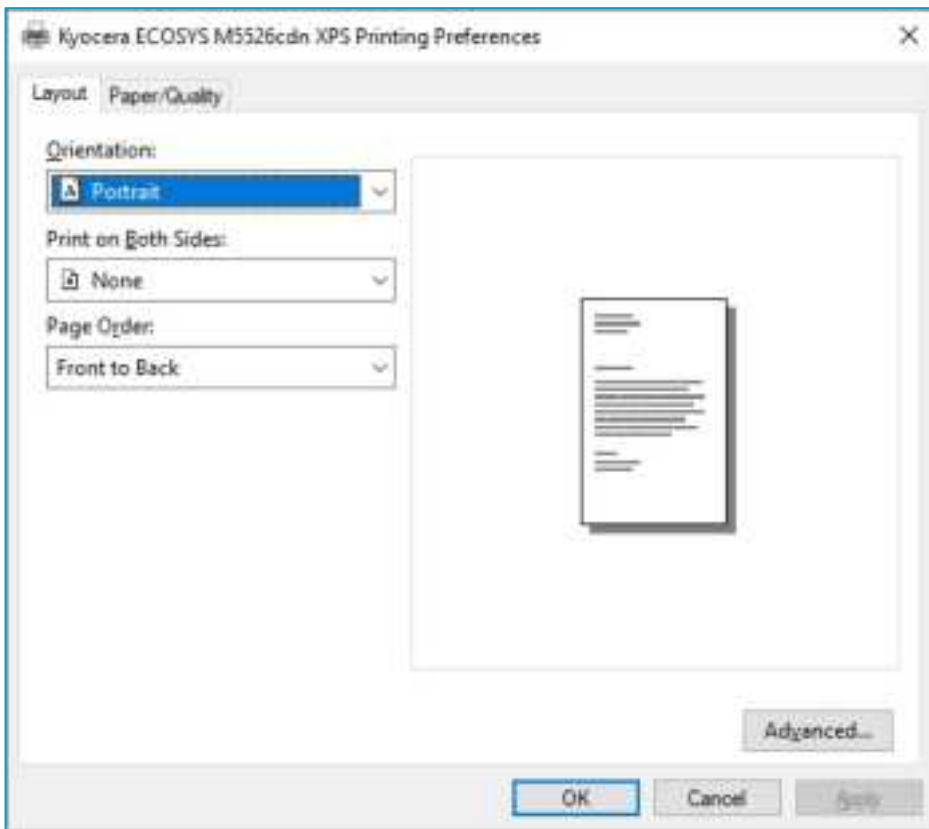 Kyocera ECOSYS M5526cdn XPS Printing Preferences
Layout Paper/Quality
Orientation:
A Portrait
Print on Both Sides:
None
Page Order:
Front to Back
Advanced...
OK Cancel Apply